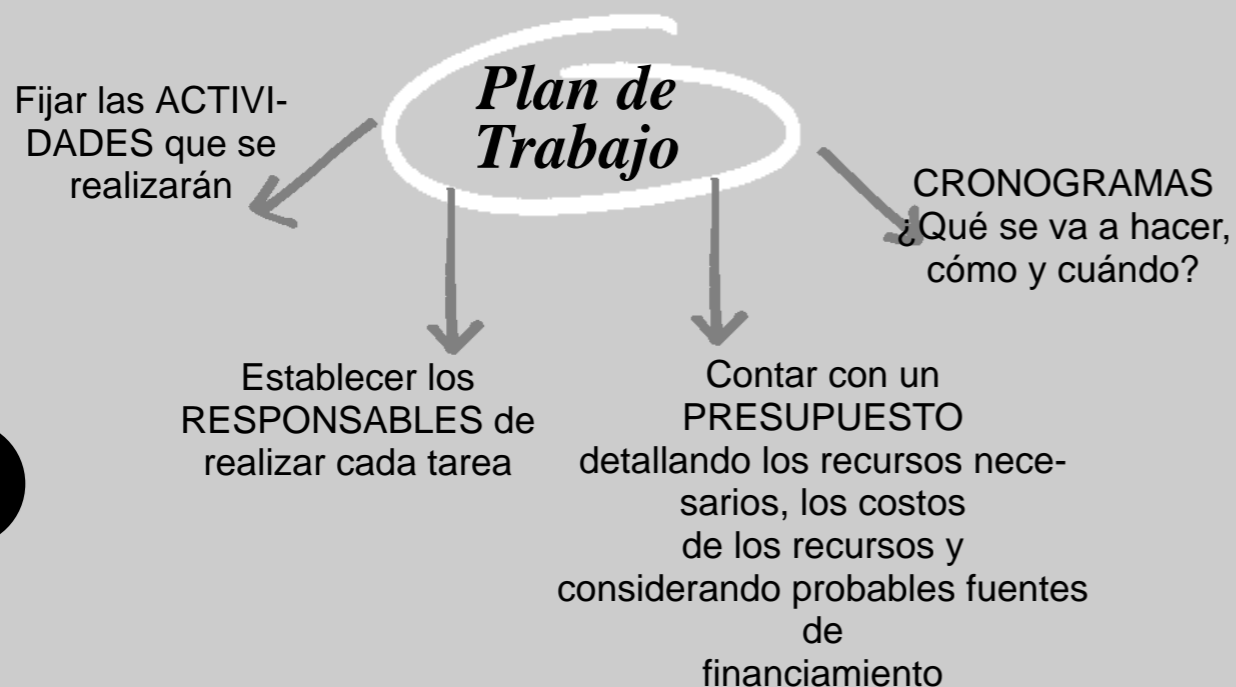 Plan de
Trabajo
Fijar las ACTIVI-
DADES que se
realizarán
CRONOGRAMAS
¿Qué se va a hacer,
cómo y cuándo?
Establecer los
RESPONSABLES de
realizar cada tarea
Contar con un
PRESUPUESTO
detallando los recursos nece-
sarios, los costos
de los recursos y
considerando probables fuentes
de
financiamiento